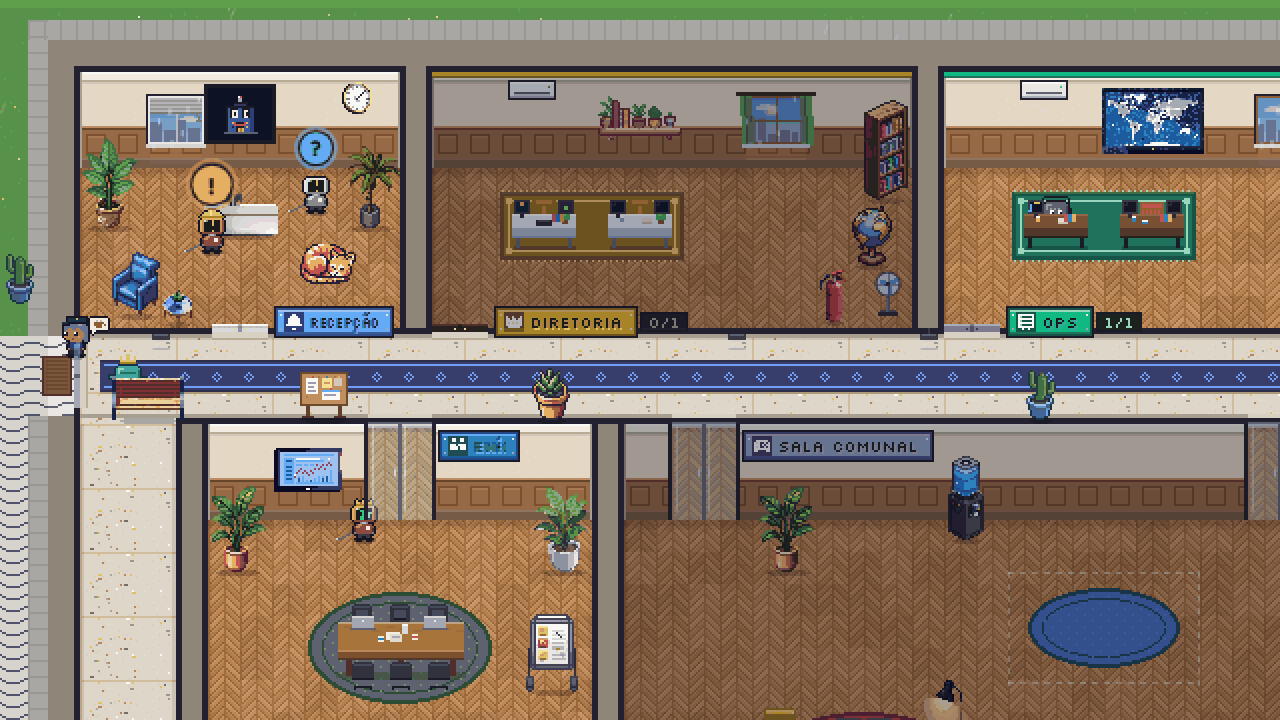 !
?
RECEPÇÃO
DIRETORIA 0/1
OPS 1/1
SALA COMUNAL